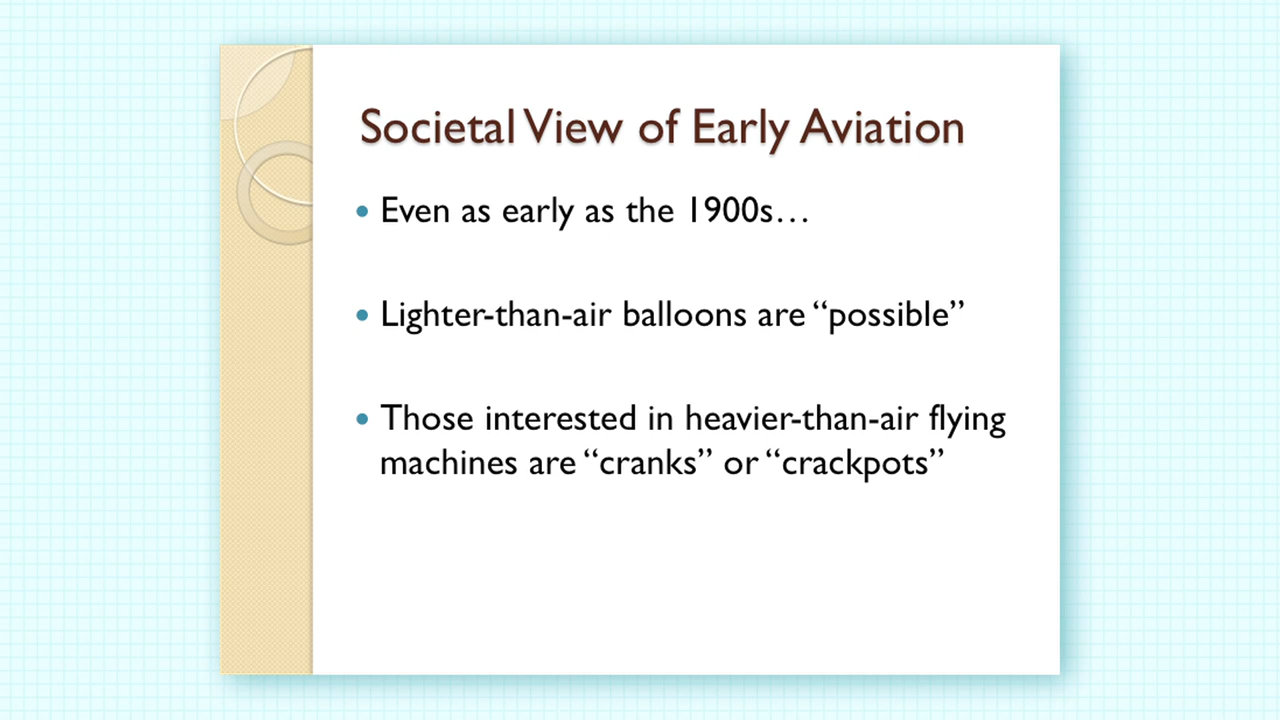 Societal View of Early Aviation
• Even as early as the 1900s…
• Lighter-than-air balloons are “possible”
• Those interested in heavier-than-air flying
machines are “cranks” or “crackpots”